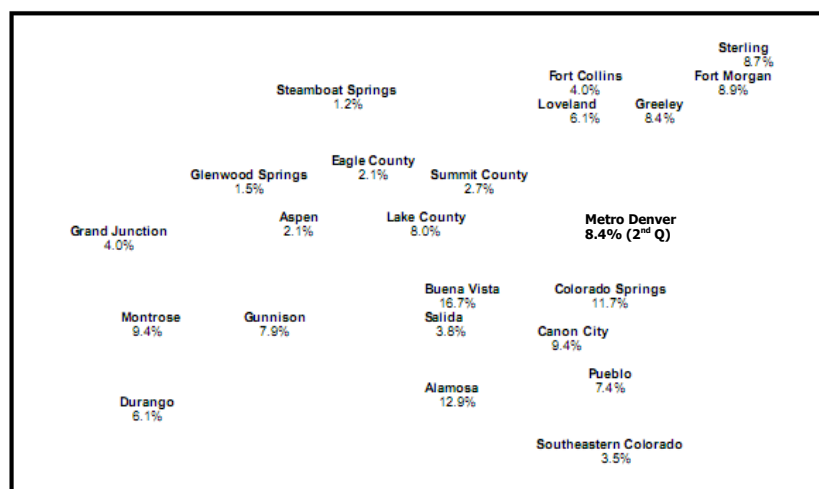 Sterling
8.7%
Fort Collins
4.0%
Fort Morgan
8.9%
Steamboat Springs
1.2%
Loveland
6.1%
Greeley
8.4%
Eagle County
2.1%
Glenwood Springs
1.5%
Summit County
2.7%
Aspen
2.1%
Lake County
8.0%
Metro Denver
8.4% (2nd Q)
Grand Junction
4.0%
Buena Vista
16.7%
Colorado Springs
11.7%
Montrose
9.4%
Gunnison
7.9%
Salida
3.8%
Canon City
9.4%
Pueblo
7.4%
Alamosa
12.9%
Durango
6.1%
Southeastern Colorado
3.5%